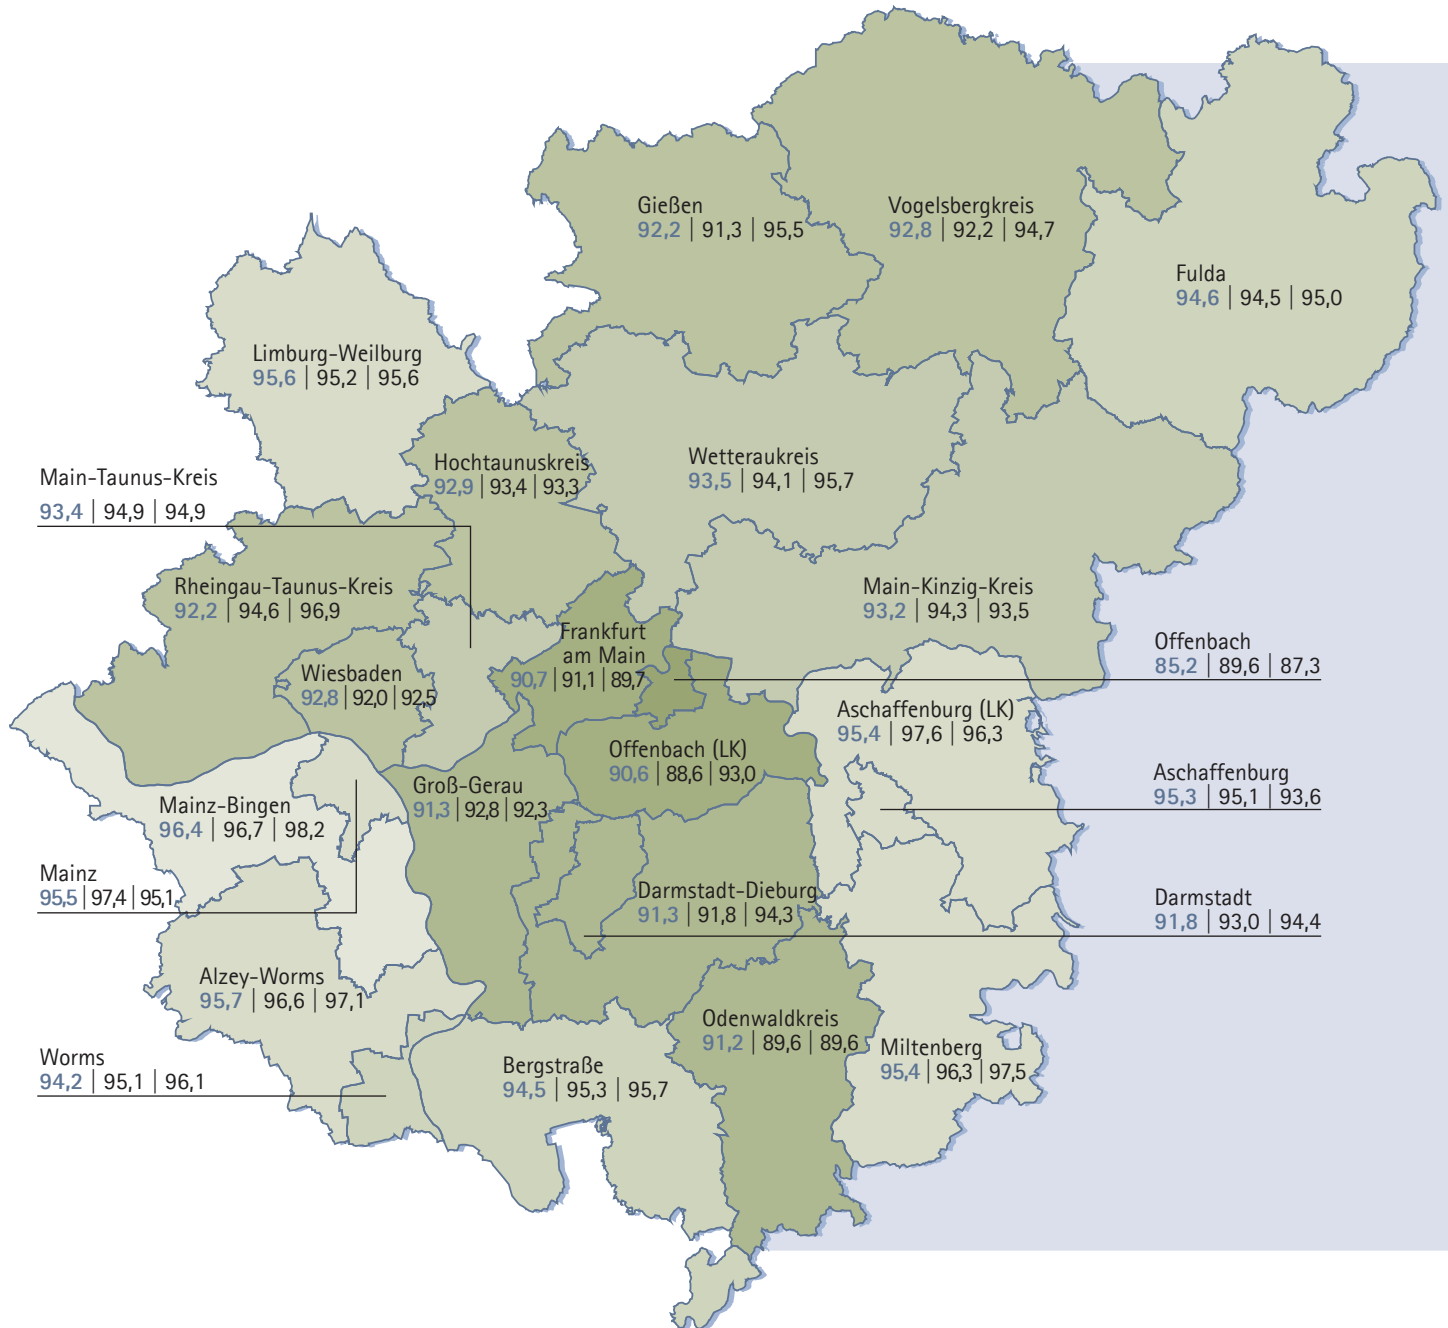 Gießen
92,2 | 91,3 | 95,5
Vogelsbergkreis
92,8 | 92,2 | 94,7
Fulda
94,6 | 94,5 | 95,0
Limburg-Weilburg
95,6 | 95,2 | 95,6
Hochtaunuskreis
92,9 | 93,4 | 93,3
Wetteraukreis
93,5 | 94,1 | 95,7
Main-Taunus-Kreis
93,4 | 94,9 | 94,9
Rheingau-Taunus-Kreis
92,2 | 94,6 | 96,9
Main-Kinzig-Kreis
93,2 | 94,3 | 93,5
Frankfurt
am Main
90,7 | 91,1 | 89,7
Offenbach
85,2 | 89,6 | 87,3
Wiesbaden
92,8 | 92,0 | 92,5
Aschaffenburg (LK)
95,4 | 97,6 | 96,3
Offenbach (LK)
90,6 | 88,6 | 93,0
Aschaffenburg
95,3 | 95,1 | 93,6
Groß-Gerau
91,3 | 92,8 | 92,3
Mainz-Bingen
96,4 | 96,7 | 98,2
Mainz
95,5 | 97,4 | 95,1
Darmstadt-Dieburg
91,3 | 91,8 | 94,3
Darmstadt
91,8 | 93,0 | 94,4
Alzey-Worms
95,7 | 96,6 | 97,1
Odenwaldkreis
91,2 | 89,6 | 89,6
Miltenberg
95,4 | 96,3 | 97,5
Worms
94,2 | 95,1 | 96,1
Bergstraße
94,5 | 95,3 | 95,7